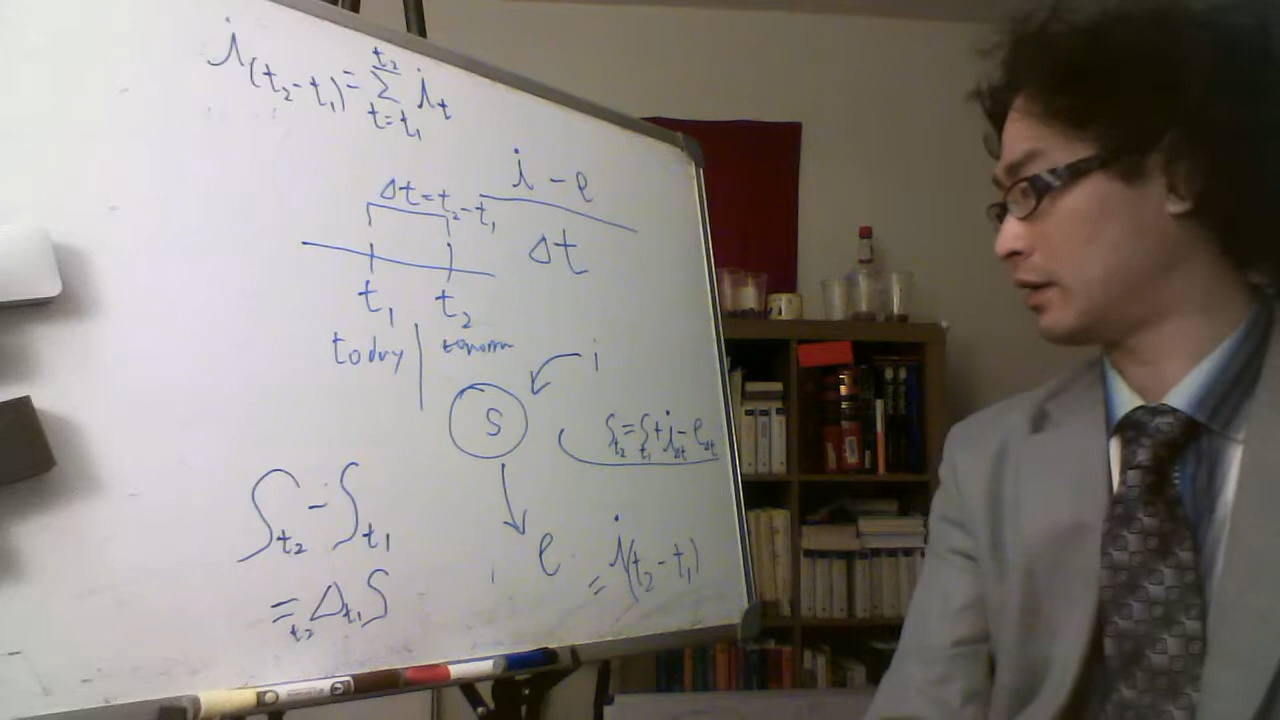 i(t₂-t₁) = Σ_{t=t₁}^{t₂} i_t
Δt = t₂-t₁
i - e
Δt
t₁ t₂
today
i
S
S_{t₂} = S_{t₁} + i_{Δt} - e_{Δt}
S_{t₂} - S_{t₁}
e
= i(t₂-t₁)
= _{t₂}Δ_{t₁}S